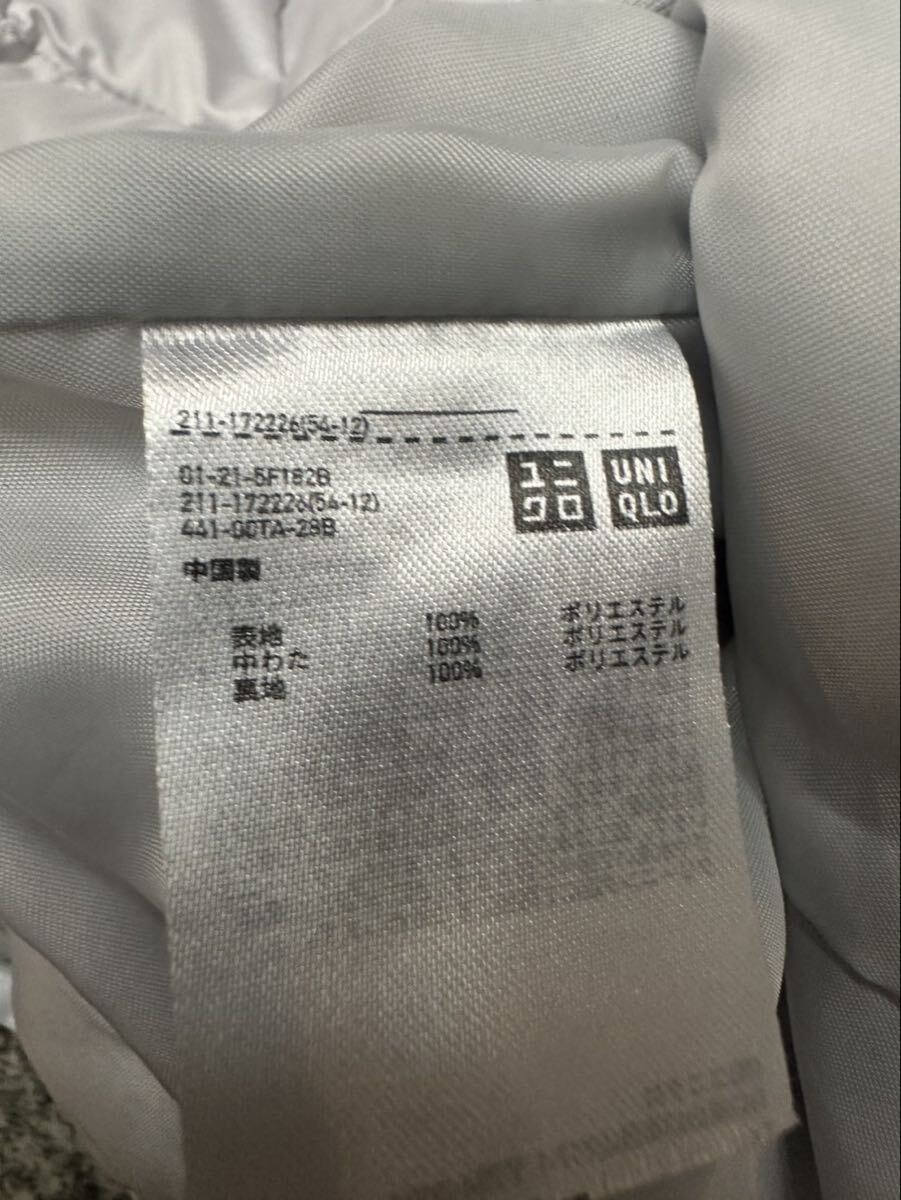 211-172226(54-12)
01-21-5F182B
211-172226(54-12)
441-00TA-28B
ユニクロ
UNIQLO
中国製
表地 100% ポリエステル
中わた 100% ポリエステル
裏地 100% ポリエステル